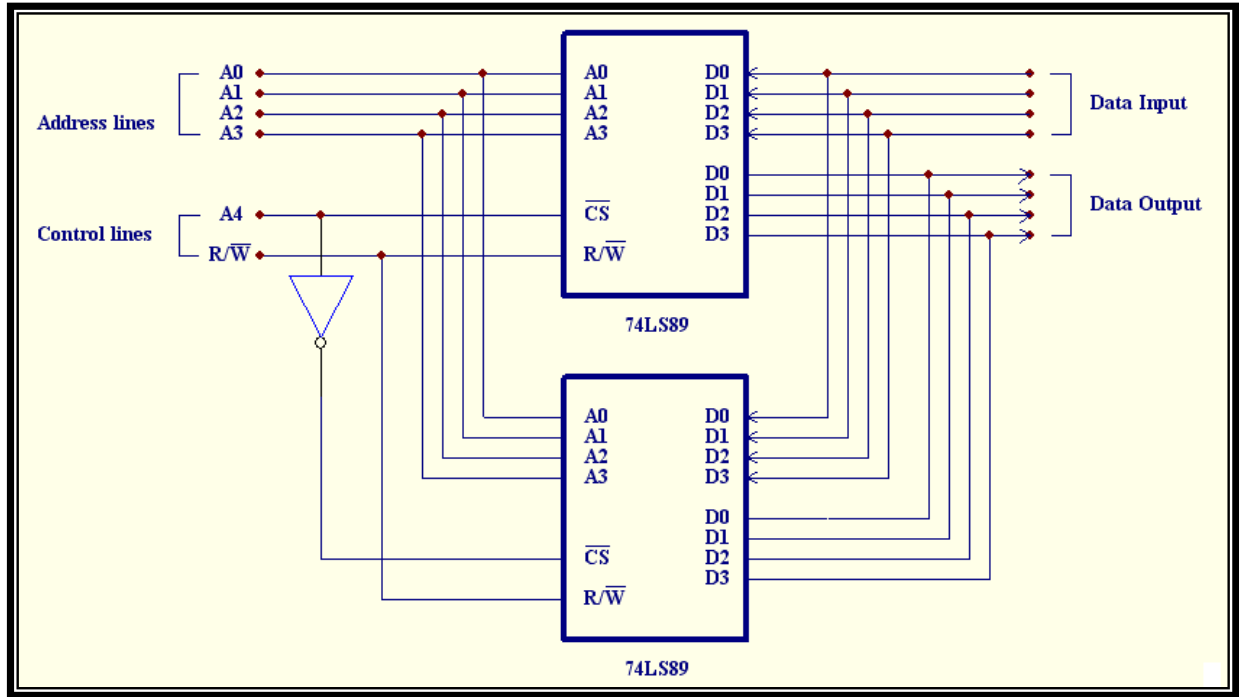 A0 A0 D0
A1 A1 D1 Data Input
Address lines A2 A2 D2
A3 A3 D3
D0
D1 Data Output
A4 C̅S̅ D2
Control lines D3
R/W̅ R/W̅
74LS89
A0 D0
A1 D1
A2 D2
A3 D3
D0
D1
C̅S̅ D2
D3
R/W̅
74LS89